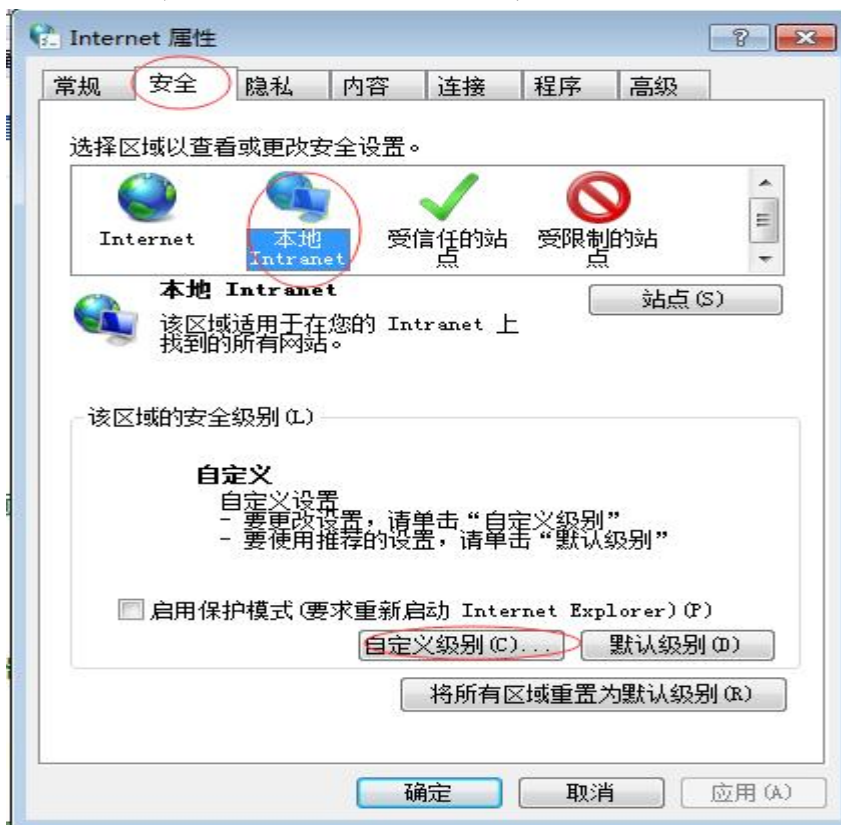 Internet 属性
常规 安全 隐私 内容 连接 程序 高级
选择区域以查看或更改安全设置。
Internet 本地 Intranet 受信任的站点 受限制的站点
本地 Intranet
站点(S)
该区域适用于在您的 Intranet 上
找到的所有网站。
该区域的安全级别(L)
自定义
自定义设置
- 要更改设置，请单击“自定义级别”
- 要使用推荐的设置，请单击“默认级别”
启用保护模式(要求重新启动 Internet Explorer)(P)
自定义级别(C)... 默认级别(D)
将所有区域重置为默认级别(R)
确定 取消 应用(A)